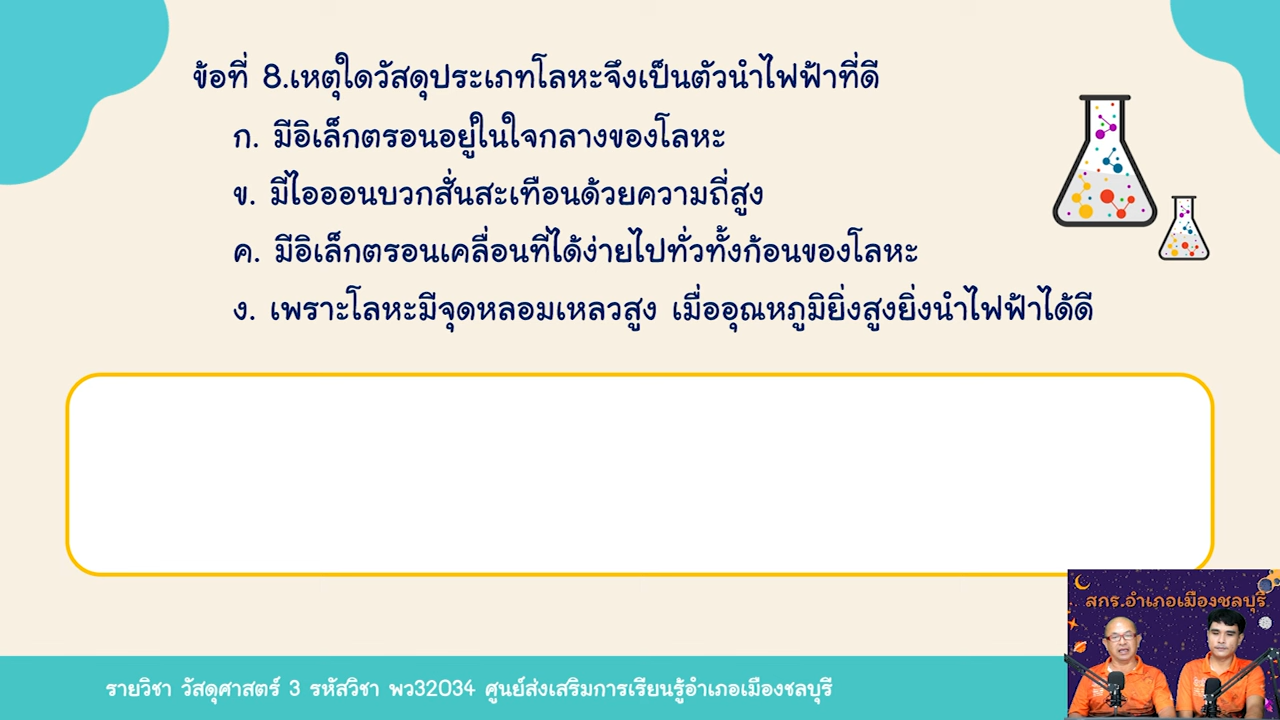 ข้อที่ 8.เหตุใดวัสดุประเภทโลหะจึงเป็นตัวนำไฟฟ้าที่ดี
ก. มีอิเล็กตรอนอยู่ในใจกลางของโลหะ
ข. มีไอออนบวกสั่นสะเทือนด้วยความถี่สูง
ค. มีอิเล็กตรอนเคลื่อนที่ได้ง่ายไปทั่วทั้งก้อนของโลหะ
ง. เพราะโลหะมีจุดหลอมเหลวสูง เมื่ออุณหภูมิยิ่งสูงยิ่งนำไฟฟ้าได้ดี
สกร.อำเภอเมืองชลบุรี
รายวิชา วัสดุศาสตร์ 3 รหัสวิชา พว32034 ศูนย์ส่งเสริมการเรียนรู้อำเภอเมืองชลบุรี